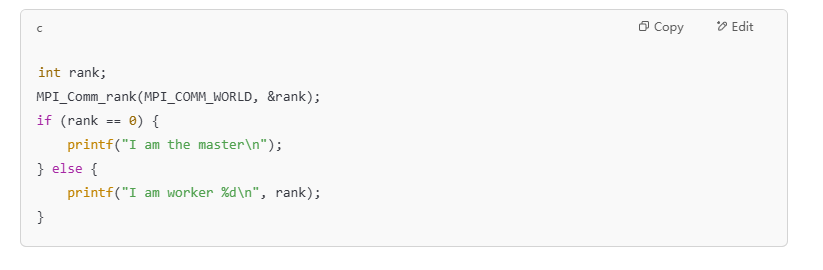 c
Copy
Edit
int rank;
MPI_Comm_rank(MPI_COMM_WORLD, &rank);
if (rank == 0) {
    printf("I am the master\n");
} else {
    printf("I am worker %d\n", rank);
}